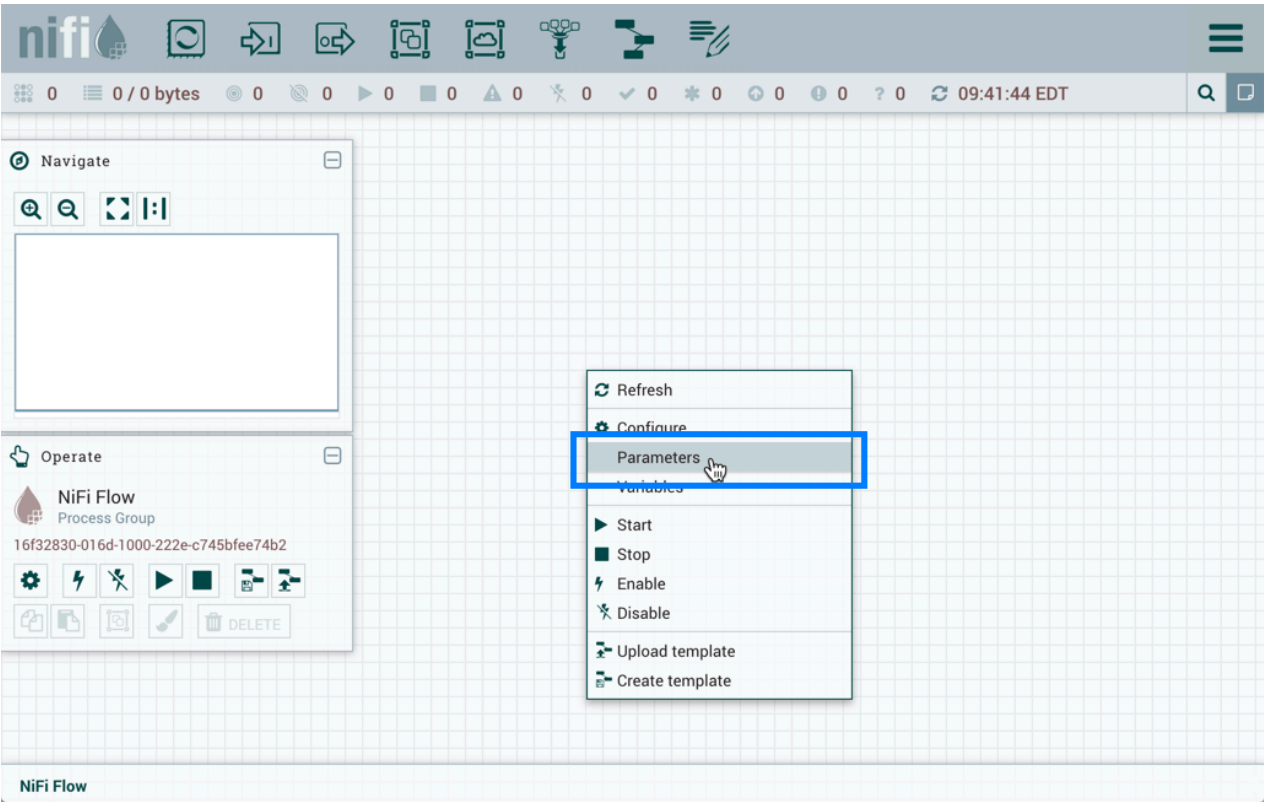 nifi
0 0 / 0 bytes 0 0 0 0 0 0 0 0 0 0 ? 0 09:41:44 EDT
Navigate
Operate
NiFi Flow
Process Group
16f32830-016d-1000-222e-c745bfee74b2
DELETE
Refresh
Configure
Parameters
Variables
Start
Stop
Enable
Disable
Upload template
Create template
NiFi Flow